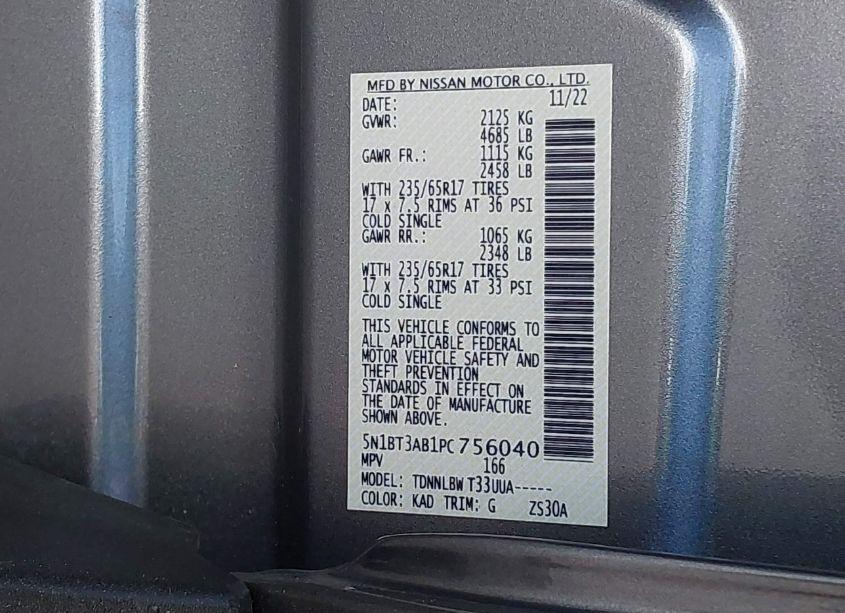 MFD BY NISSAN MOTOR CO., LTD.
DATE: 11/22
GVWR: 2125 KG
4685 LB
GAWR FR.: 1115 KG
2458 LB
WITH 235/65R17 TIRES
17 x 7.5 RIMS AT 36 PSI
COLD SINGLE
GAWR RR.: 1065 KG
2348 LB
WITH 235/65R17 TIRES
17 x 7.5 RIMS AT 33 PSI
COLD SINGLE
THIS VEHICLE CONFORMS TO
ALL APPLICABLE FEDERAL
MOTOR VEHICLE SAFETY AND
THEFT PREVENTION
STANDARDS IN EFFECT ON
THE DATE OF MANUFACTURE
SHOWN ABOVE.
5N1BT3AB1PC756040
MPV 166
MODEL: TDNNLBW T33UUA-----
COLOR: KAD TRIM: G ZS30A